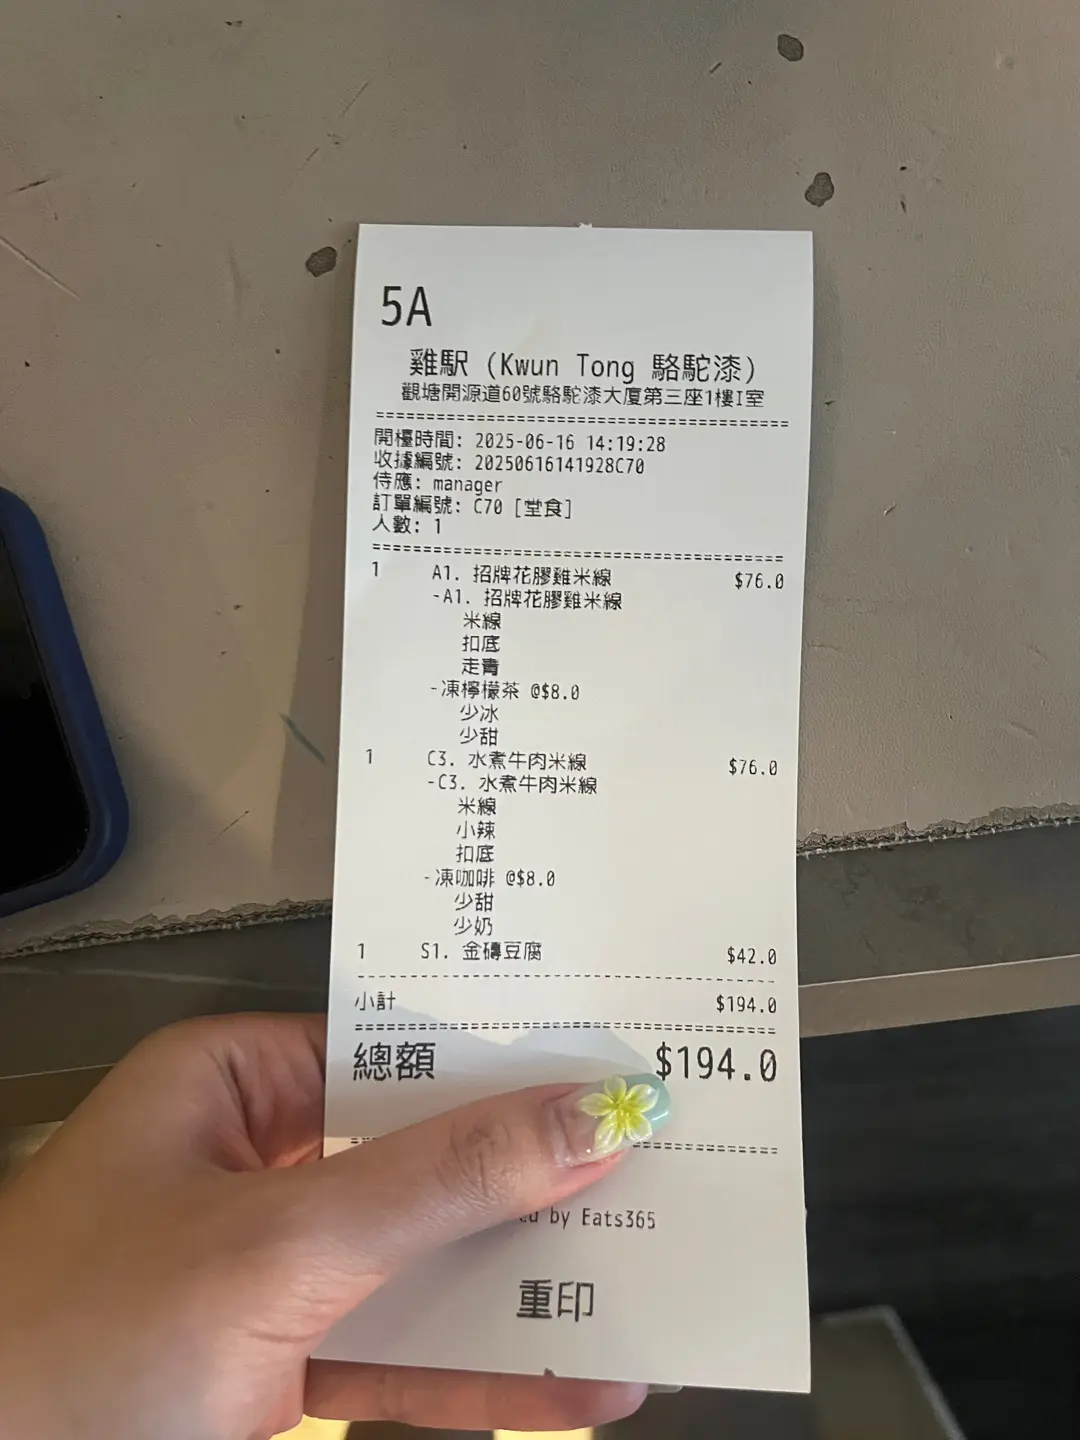 5A
雞駅 (Kwun Tong 駱駝漆)
觀塘開源道60號駱駝漆大廈第三座1樓I室
開檯時間: 2025-06-16 14:19:28
收據編號: 20250616141928C70
侍應: manager
訂單編號: C70 [堂食]
人數: 1
1 A1. 招牌花膠雞米線 $76.0
-A1. 招牌花膠雞米線
米線
扣底
走青
-凍檸檬茶 @$8.0
少冰
少甜
1 C3. 水煮牛肉米線 $76.0
-C3. 水煮牛肉米線
米線
小辣
扣底
-凍咖啡 @$8.0
少甜
少奶
1 S1. 金磚豆腐 $42.0
小計 $194.0
總額 $194.0
by Eats365
重印